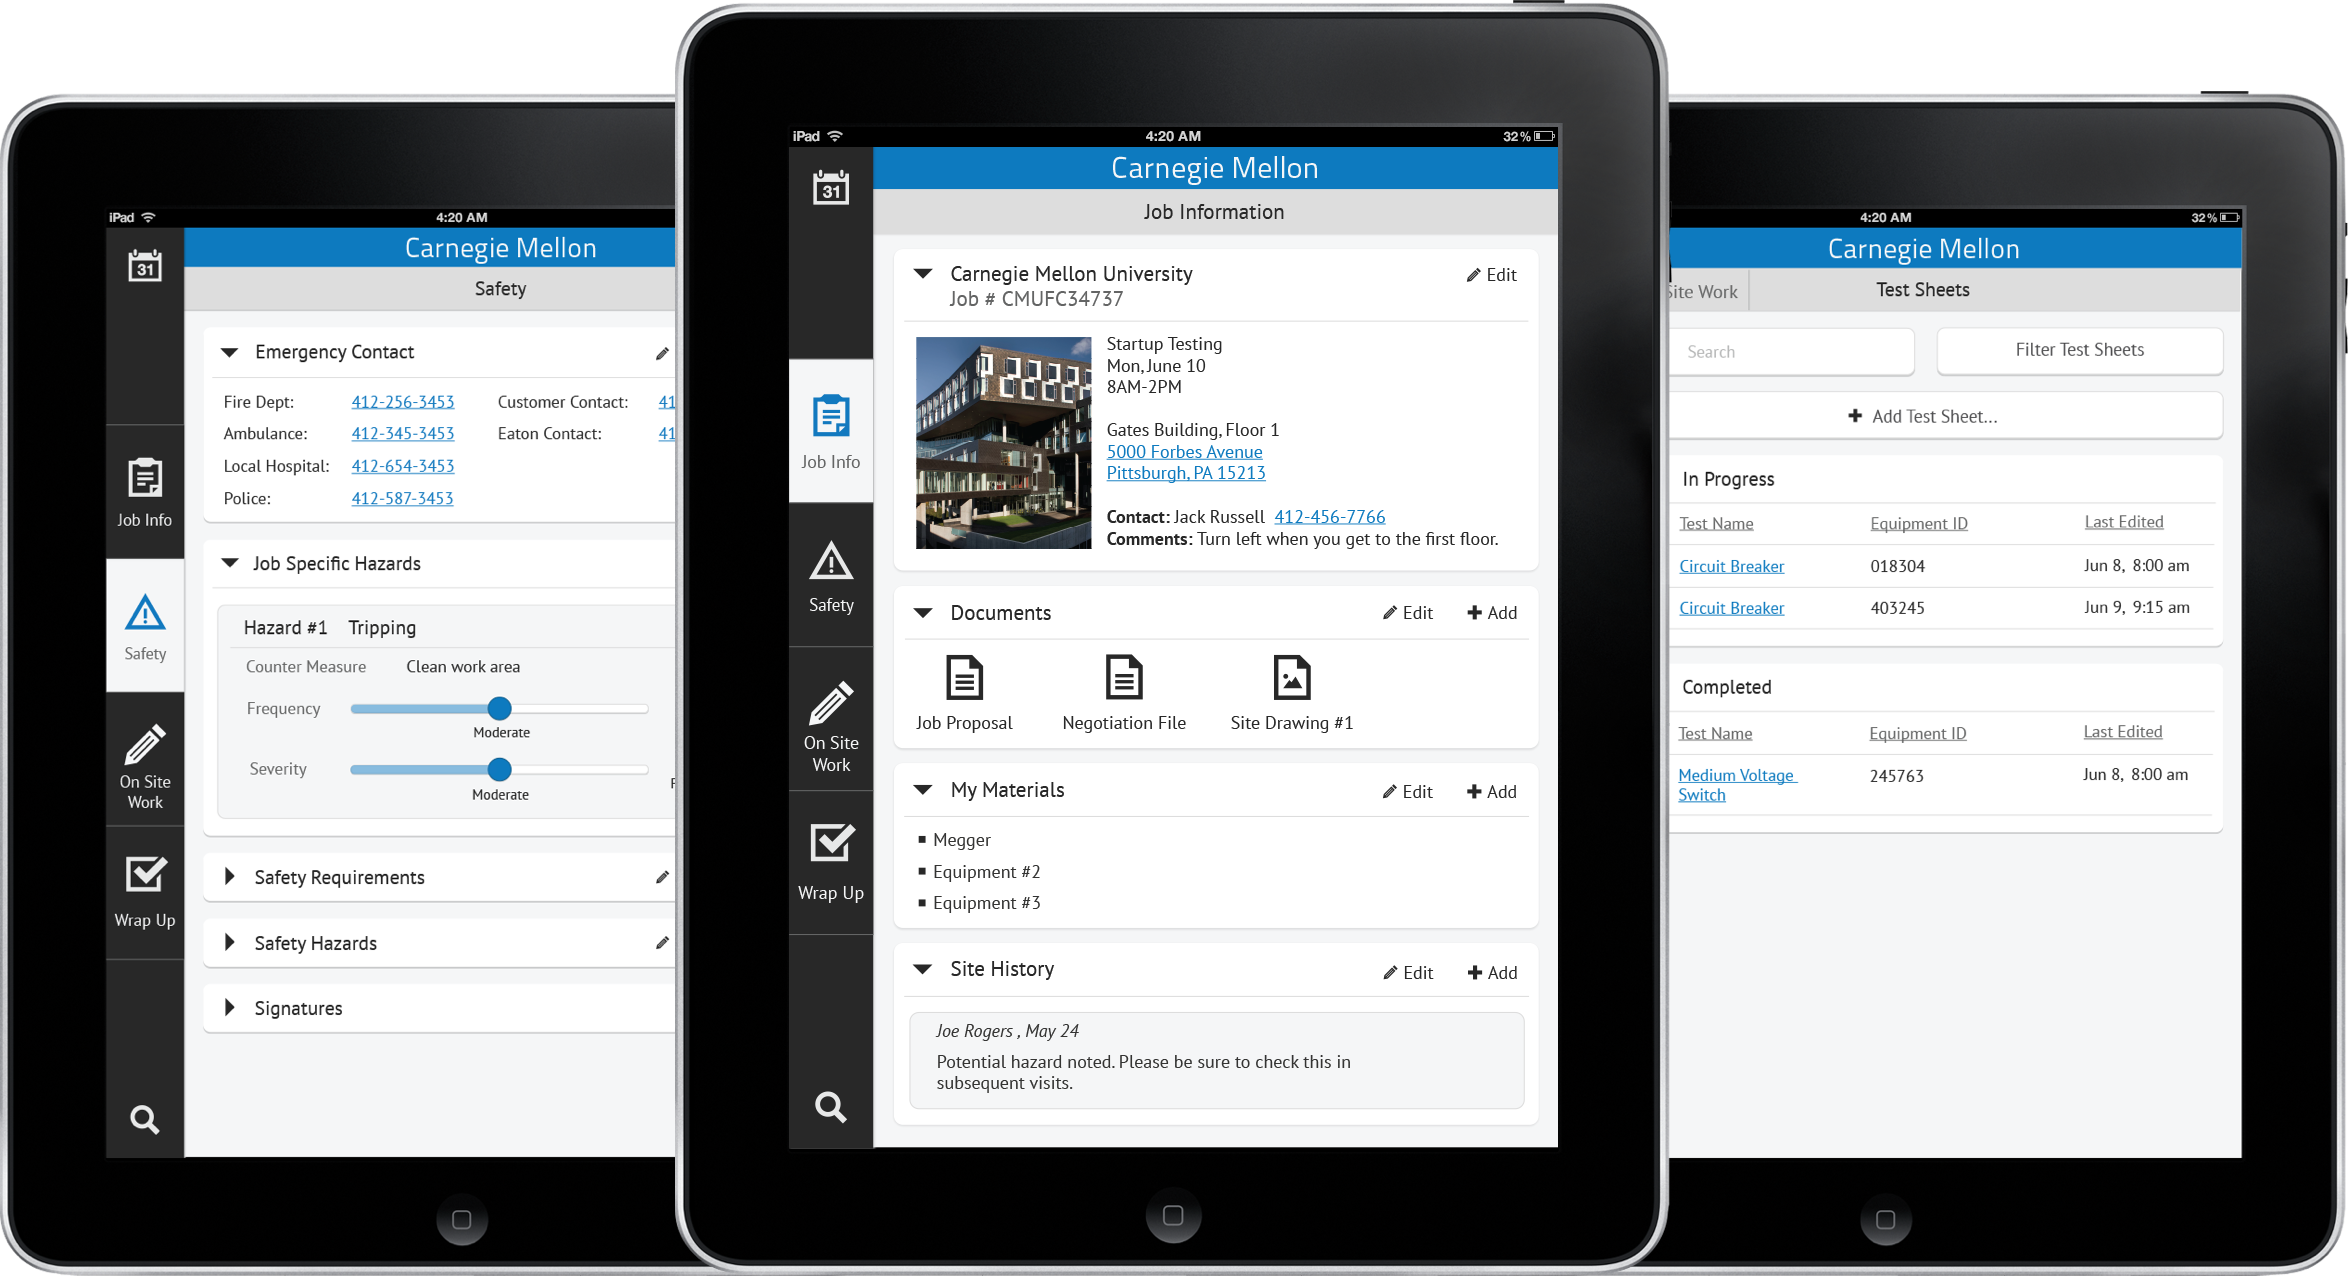 iPad
4:20 AM
31
Job Info
Safety
On Site
Work
Wrap Up
Carnegie Mellon
Safety
Emergency Contact
Fire Dept: 412-256-3453 Customer Contact: 41
Ambulance: 412-345-3453 Eaton Contact: 41
Local Hospital: 412-654-3453
Police: 412-587-3453
Job Specific Hazards
Hazard #1 Tripping
Counter Measure Clean work area
Frequency
Moderate
Severity
Moderate
Safety Requirements
Safety Hazards
Signatures
iPad
4:20 AM
32%
31
Job Info
Safety
On Site
Work
Wrap Up
Carnegie Mellon
Job Information
Carnegie Mellon University
Edit
Job # CMUFC34737
Startup Testing
Mon, June 10
8AM-2PM
Gates Building, Floor 1
5000 Forbes Avenue
Pittsburgh, PA 15213
Contact: Jack Russell 412-456-7766
Comments: Turn left when you get to the first floor.
Documents Edit Add
Job Proposal Negotiation File Site Drawing #1
My Materials Edit Add
Megger
Equipment #2
Equipment #3
Site History Edit Add
Joe Rogers , May 24
Potential hazard noted. Please be sure to check this in
subsequent visits.
4:20 AM
32%
Carnegie Mellon
Site Work Test Sheets
Search Filter Test Sheets
Add Test Sheet...
In Progress
Test Name Equipment ID Last Edited
Circuit Breaker 018304 Jun 8, 8:00 am
Circuit Breaker 403245 Jun 9, 9:15 am
Completed
Test Name Equipment ID Last Edited
Medium Voltage 245763 Jun 8, 8:00 am
Switch